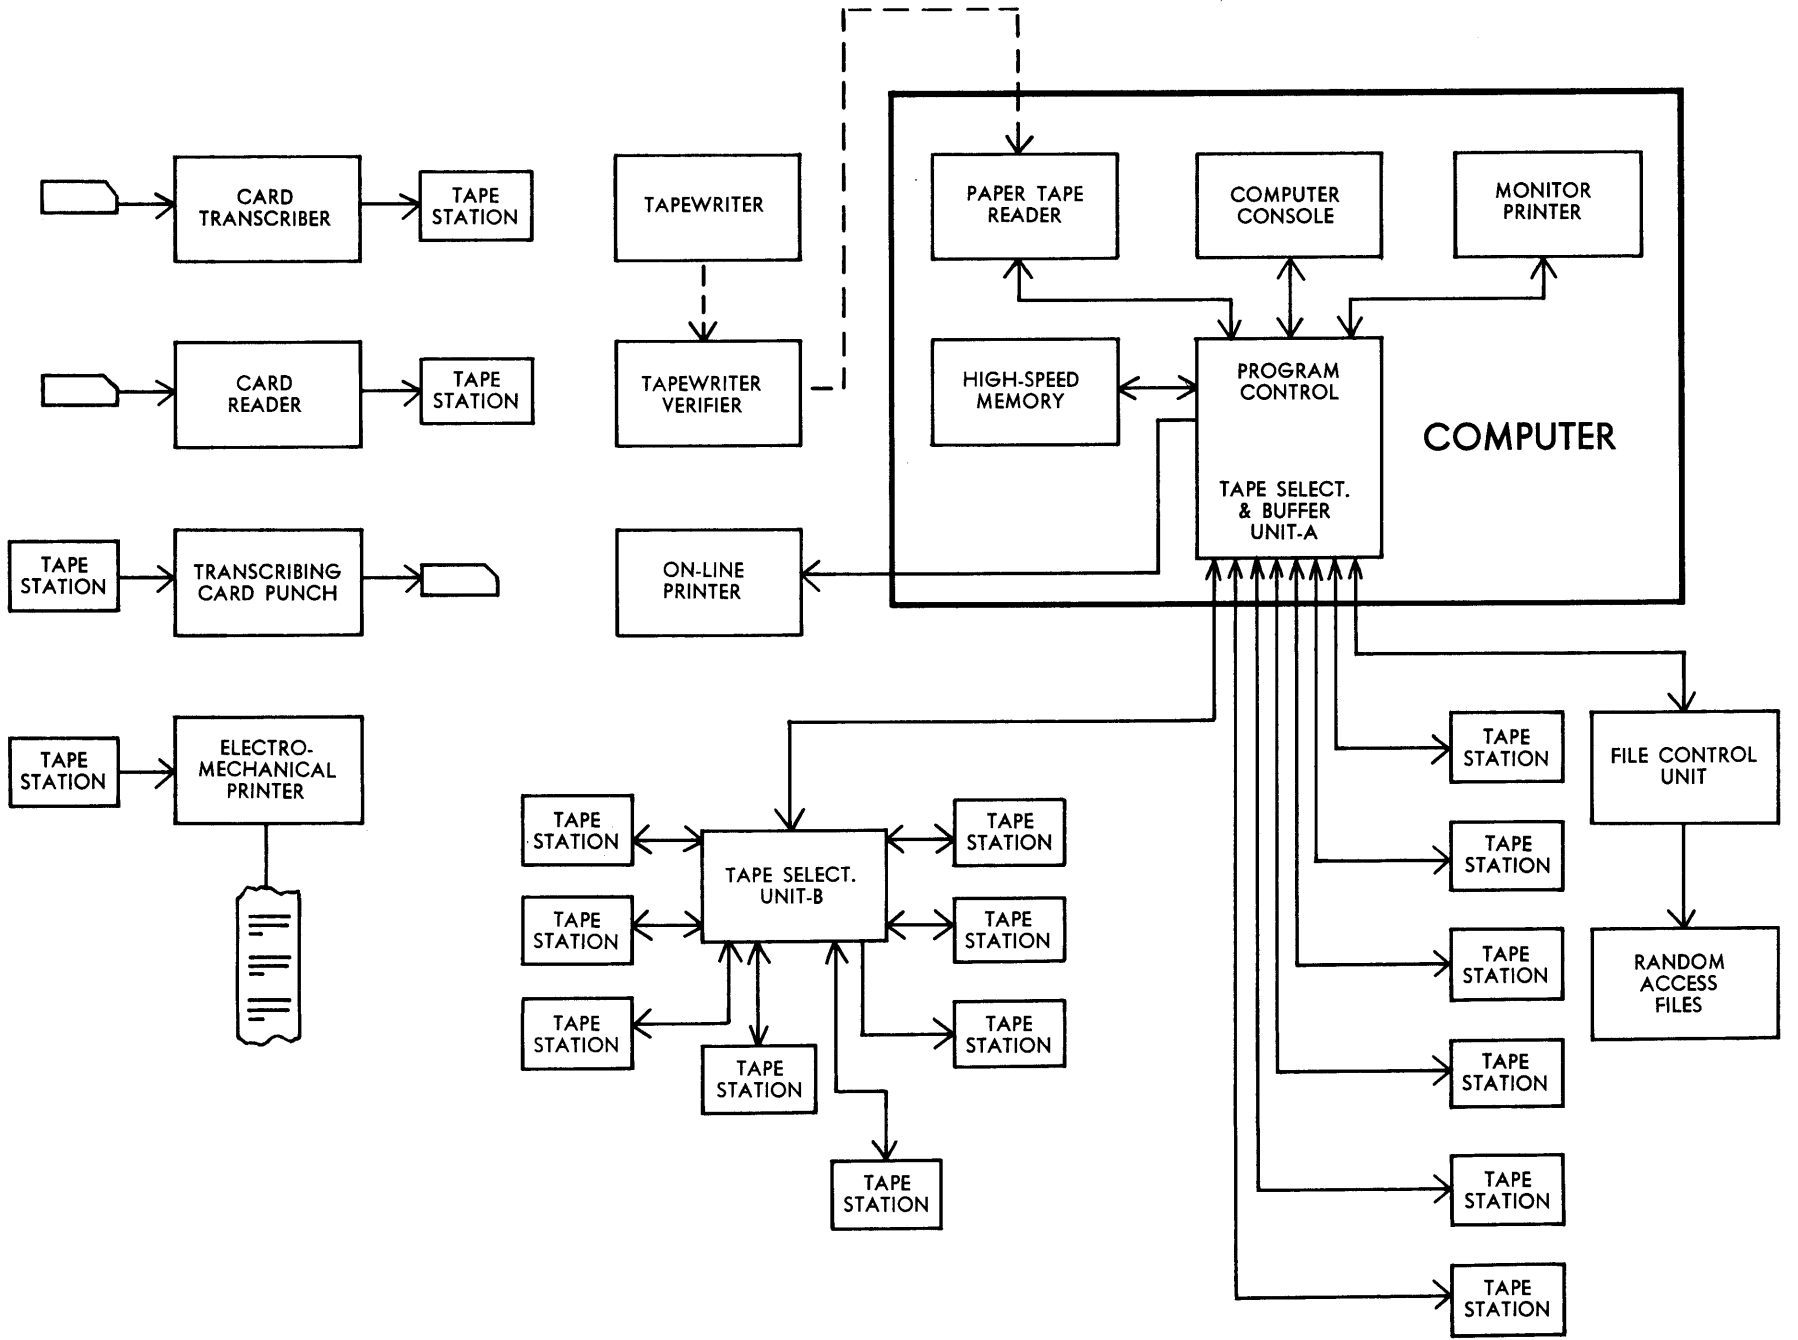 CARD
TRANSCRIBER
TAPE
STATION
TAPEWRITER
PAPER TAPE
READER
COMPUTER
CONSOLE
MONITOR
PRINTER
CARD
READER
TAPE
STATION
TAPEWRITER
VERIFIER
HIGH-SPEED
MEMORY
PROGRAM
CONTROL
COMPUTER
TAPE SELECT.
& BUFFER
UNIT-A
TAPE
STATION
TRANSCRIBING
CARD PUNCH
ON-LINE
PRINTER
TAPE
STATION
ELECTRO-
MECHANICAL
PRINTER
TAPE
STATION
FILE CONTROL
UNIT
TAPE
STATION
TAPE SELECT.
UNIT-B
TAPE
STATION
TAPE
STATION
TAPE
STATION
TAPE
STATION
TAPE
STATION
RANDOM
ACCESS
FILES
TAPE
STATION
TAPE
STATION
TAPE
STATION
TAPE
STATION
TAPE
STATION
TAPE
STATION
TAPE
STATION